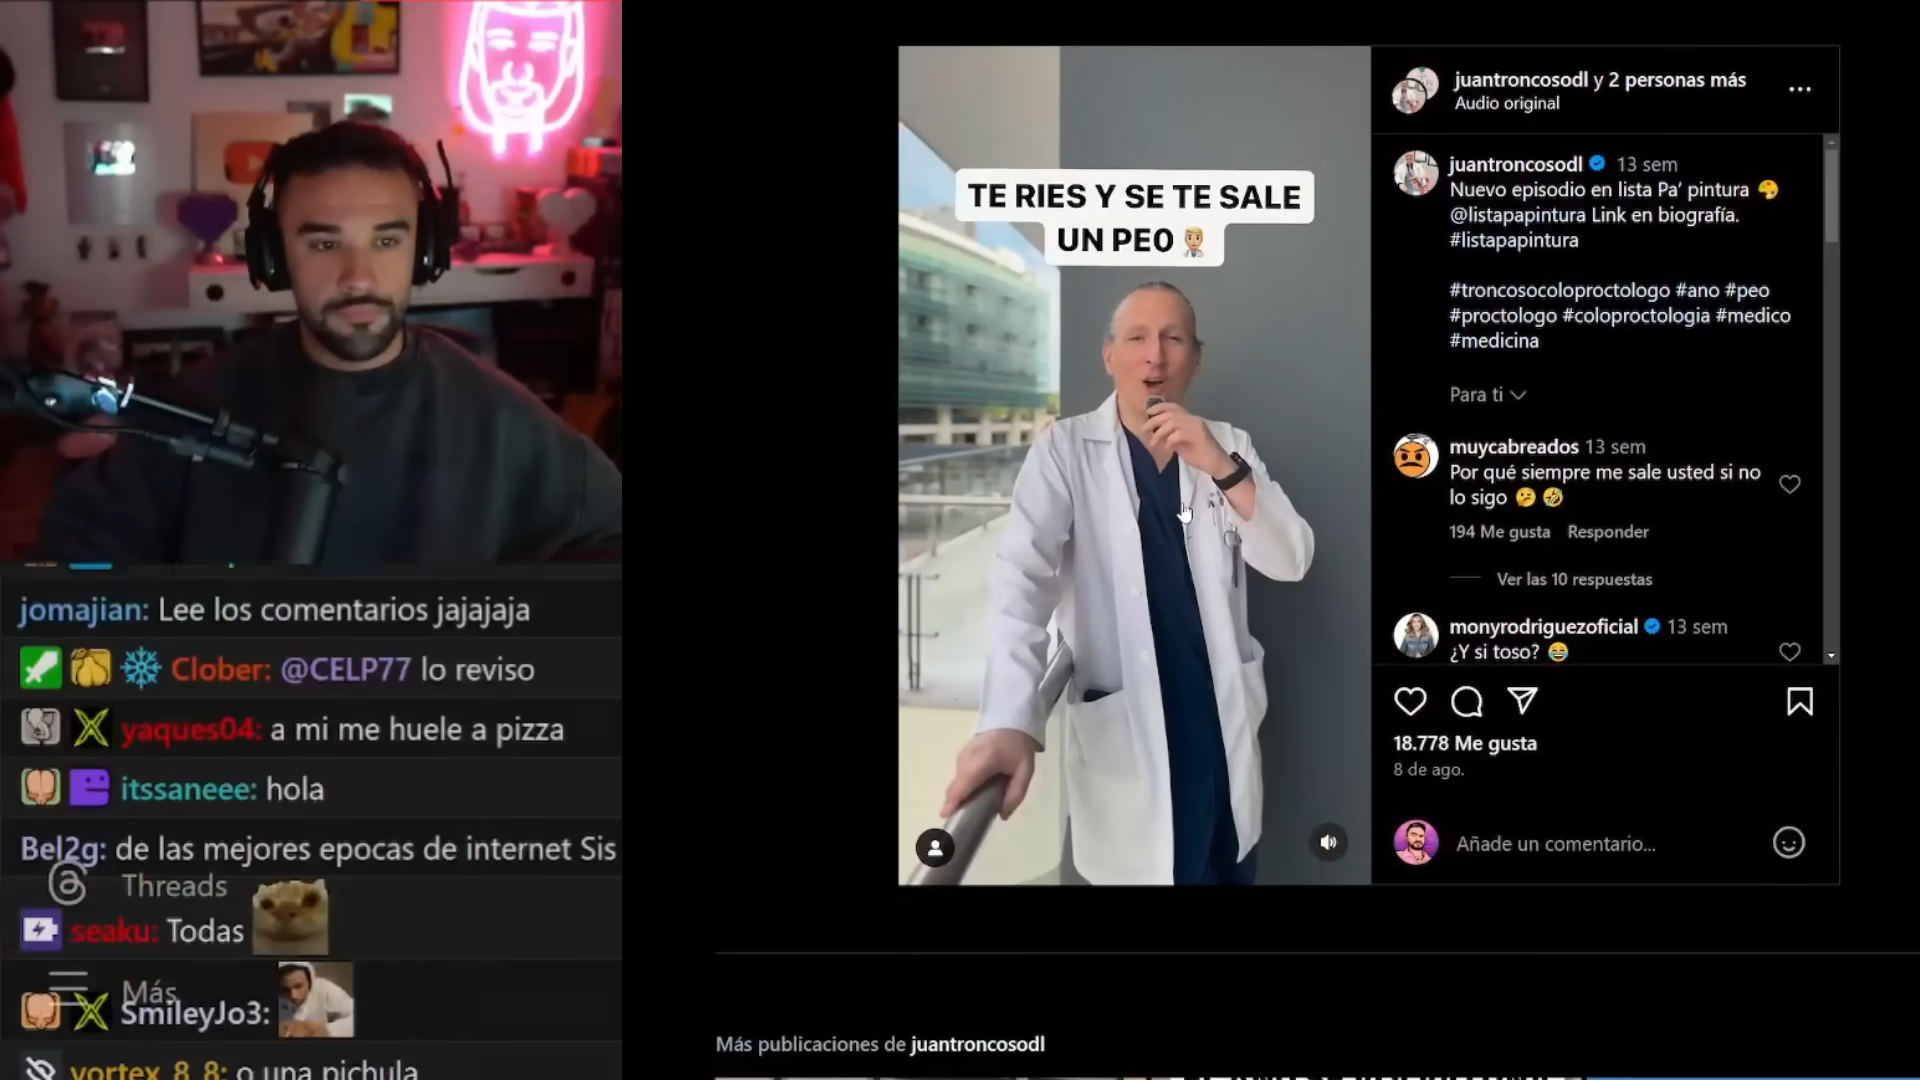 jomajian: Lee los comentarios jajajaja
Clober: @CELP77 lo reviso
yaques04: a mi me huele a pizza
itssaneee: hola
Bel2g: de las mejores epocas de internet Sis
Threads
seaku: Todas
Más
SmileyJo3:
vortex_8_8: o una pichula
TE RIES Y SE TE SALE
UN PEO
juantroncosodl y 2 personas más
Audio original
juantroncosodl 13 sem
Nuevo episodio en lista Pa’ pintura 🎨
@listapapintura Link en biografía.
#listapapintura
#troncosocoloproctologo #ano #peo
#proctologo #coloproctologia #medico
#medicina
Para ti
muycabreados 13 sem
Por qué siempre me sale usted si no
lo sigo 🤔 🤣
194 Me gusta Responder
Ver las 10 respuestas
monyrodriguezoficial 13 sem
¿Y si toso? 😂
18.778 Me gusta
8 de ago.
Añade un comentario...
Más publicaciones de juantroncosodl